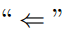 “ ⇐ ”